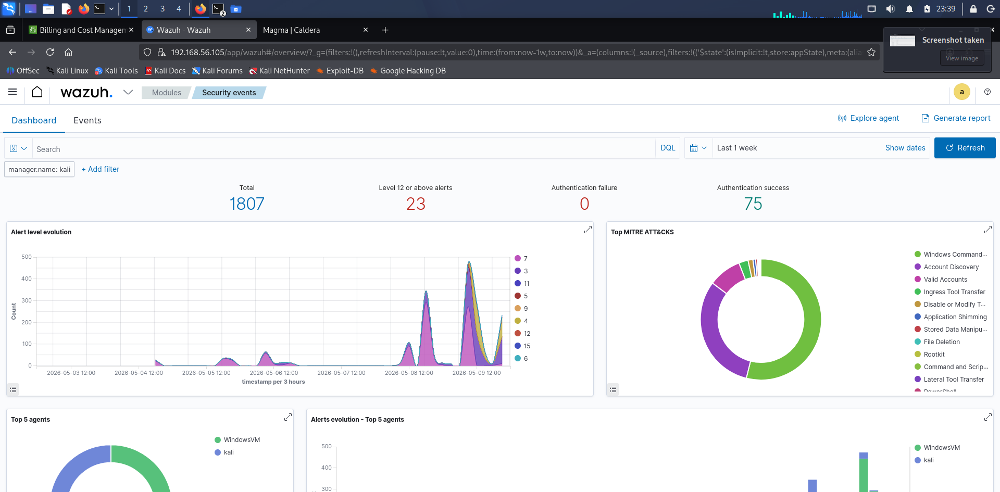 1 2 3 4
2
23:39
Billing and Cost Managem
Wazuh - Wazuh
Magma | Caldera
192.168.56.105/app/wazuh#/overview/?_g=(filters:!(),refreshInterval:(pause:!t,value:0),time:(from:now-1w,to:now))&_a=(columns:!(_source),filters:!(('$state':(isImplicit:!t,store:appState),meta:(alia
Screenshot taken
View image
OffSec
Kali Linux
Kali Tools
Kali Docs
Kali Forums
Kali NetHunter
Exploit-DB
Google Hacking DB
wazuh.
Modules
Security events
a
Dashboard
Events
Explore agent
Generate report
Search
DQL
Last 1 week
Show dates
Refresh
manager.name: kali
+ Add filter
Total
1807
Level 12 or above alerts
23
Authentication failure
0
Authentication success
75
Alert level evolution
500
400
300
200
100
0
Count
2026-05-03 12:00
2026-05-04 12:00
2026-05-05 12:00
2026-05-06 12:00
2026-05-07 12:00
2026-05-08 12:00
2026-05-09 12:00
timestamp per 3 hours
7
3
11
5
9
4
12
15
6
Top MITRE ATT&CKS
Windows Command...
Account Discovery
Valid Accounts
Ingress Tool Transfer
Disable or Modify T...
Application Shimming
Stored Data Manipu...
File Deletion
Rootkit
Command and Scrip...
Lateral Tool Transfer
PowerShell
Top 5 agents
WindowsVM
kali
Alerts evolution - Top 5 agents
500
400
300
WindowsVM
kali